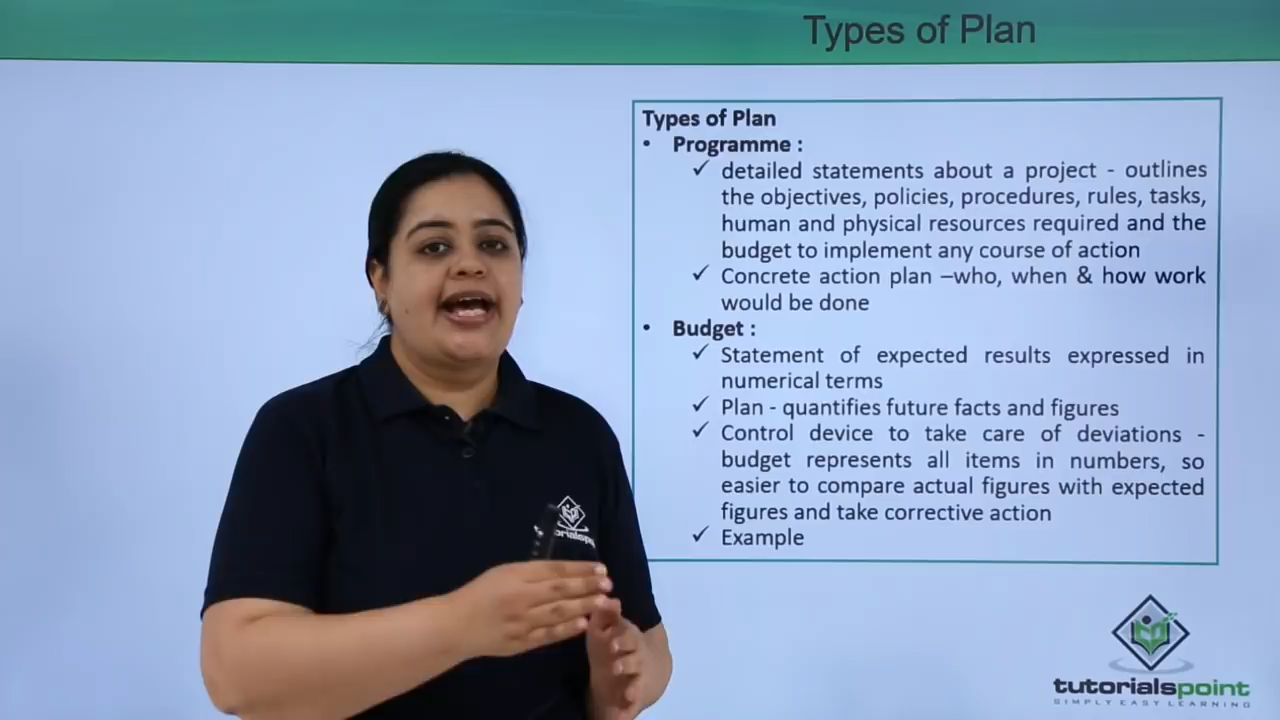 Types of Plan
Types of Plan
• Programme :
✓ detailed statements about a project - outlines
the objectives, policies, procedures, rules, tasks,
human and physical resources required and the
budget to implement any course of action
✓ Concrete action plan –who, when & how work
would be done
• Budget :
✓ Statement of expected results expressed in
numerical terms
✓ Plan - quantifies future facts and figures
✓ Control device to take care of deviations -
budget represents all items in numbers, so
easier to compare actual figures with expected
figures and take corrective action
✓ Example
tutorialspoint
SIMPLY EASY LEARNING